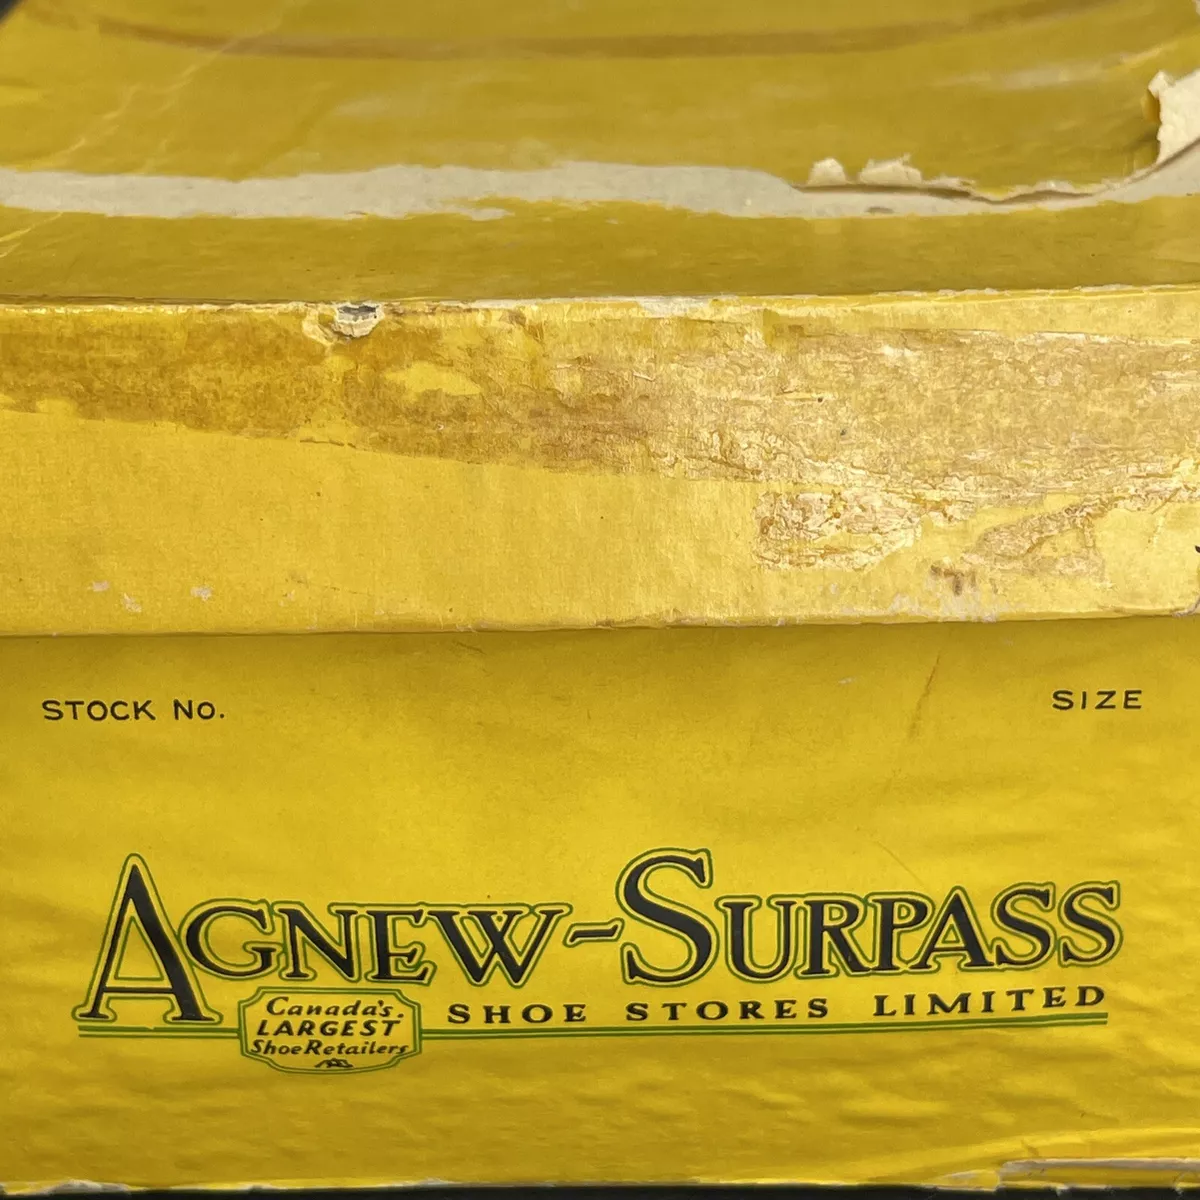 STOCK No.
SIZE
AGNEW-SURPASS
SHOE STORES LIMITED
Canada's
LARGEST
Shoe Retailers